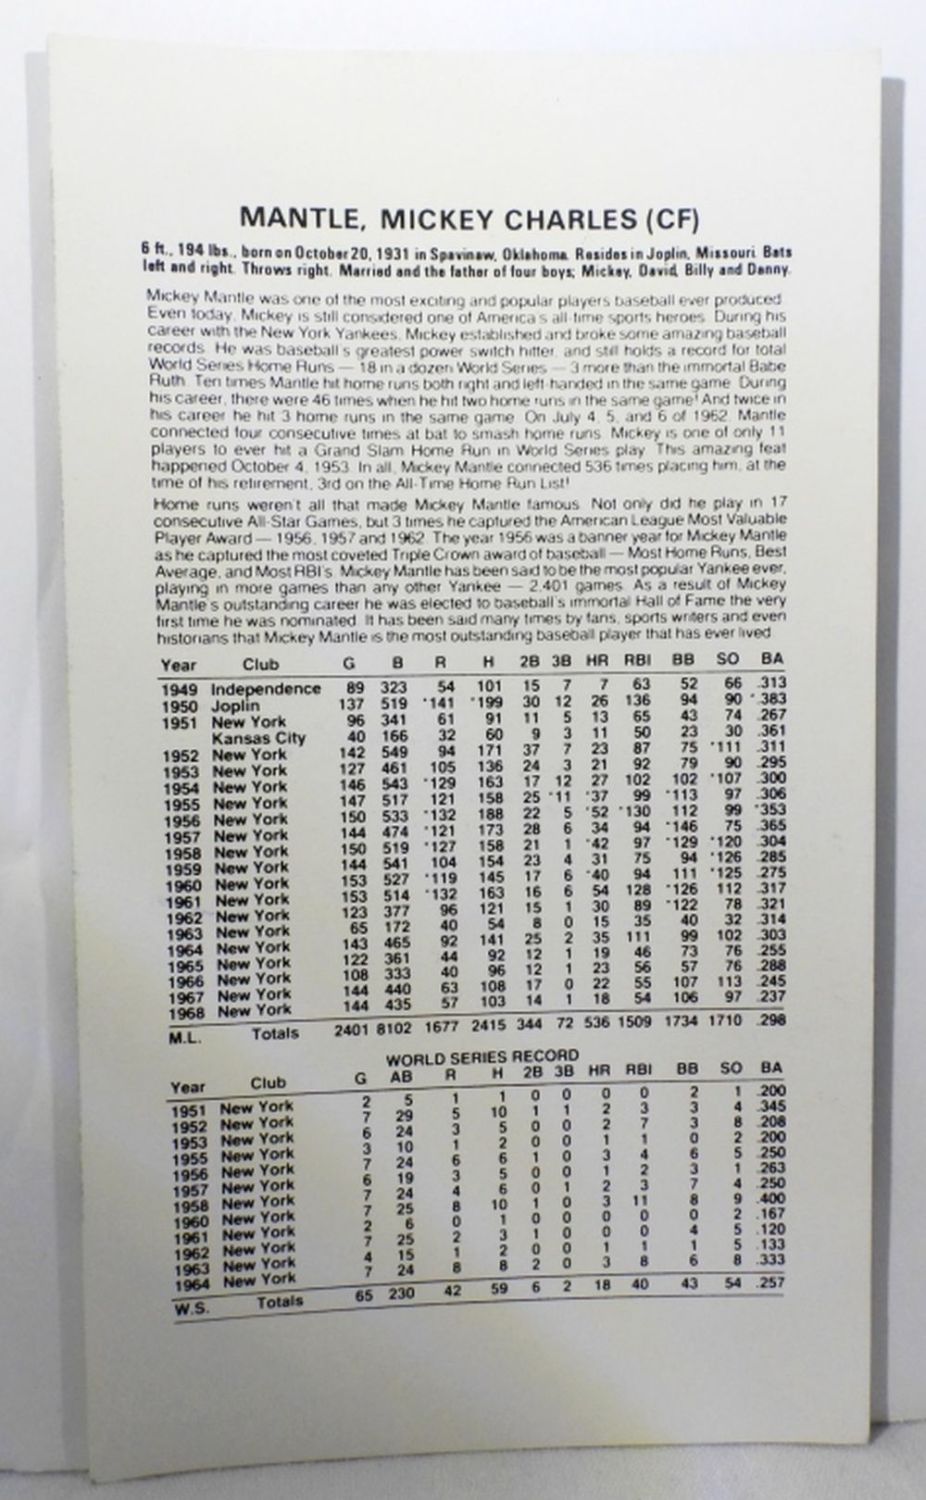 MANTLE, MICKEY CHARLES (CF)
6 ft., 194 lbs., born on October 20, 1931 in Spavinaw, Oklahoma. Resides in Joplin, Missouri. Bats
left and right. Throws right. Married and the father of four boys; Mickey, David, Billy and Danny.
Mickey Mantle was one of the most exciting and popular players baseball ever produced.
Even today, Mickey is still considered one of America's all-time sports heroes. During his
career with the New York Yankees, Mickey established and broke some amazing baseball
records. He was baseball's greatest power switch hitter, and still holds a record for total
World Series Home Runs — 18 in a dozen World Series — 3 more than the immortal Babe
Ruth. Ten times Mantle hit home runs both right and left-handed in the same game. During
his career, there were 46 times when he hit two home runs in the same game! And twice in
his career he hit 3 home runs in the same game. On July 4, 5, and 6 of 1962, Mantle
connected four consecutive times at bat to smash home runs. Mickey is one of only 11
players to ever hit a Grand Slam Home Run in World Series play. This amazing feat
happened October 4, 1953. In all, Mickey Mantle connected 536 times placing him, at the
time of his retirement, 3rd on the All-Time Home Run List!
Home runs weren't all that made Mickey Mantle famous. Not only did he play in 17
consecutive All-Star Games, but 3 times he captured the American League Most Valuable
Player Award — 1956, 1957 and 1962. The year 1956 was a banner year for Mickey Mantle
as he captured the most coveted Triple Crown award of baseball — Most Home Runs, Best
Average, and Most RBI's. Mickey Mantle has been said to be the most popular Yankee ever,
playing in more games than any other Yankee — 2,401 games. As a result of Mickey
Mantle's outstanding career he was elected to baseball's immortal Hall of Fame the very
first time he was nominated. It has been said many times by fans, sports writers and even
historians that Mickey Mantle is the most outstanding baseball player that has ever lived.
Year Club G B R H 2B 3B HR RBI BB SO BA
1949 Independence 89 323 54 101 15 7 7 63 52 66 .313
1950 Joplin 137 519 *141 *199 30 12 26 136 94 90 *.383
1951 New York 96 341 61 91 11 5 13 65 43 74 .267
Kansas City 40 166 32 60 9 3 11 50 23 30 .361
1952 New York 142 549 94 171 37 7 23 87 75 *111 .311
1953 New York 127 461 105 136 24 3 21 92 79 90 .295
1954 New York 146 543 *129 163 17 12 27 102 102 *107 .300
1955 New York 147 517 121 158 25 *11 *37 99 *113 97 .306
1956 New York 150 533 *132 188 22 5 *52 *130 112 99 *353
1957 New York 144 474 *121 173 28 6 34 94 *146 75 .365
1958 New York 150 519 *127 158 21 1 *42 97 *129 *120 .304
1959 New York 144 541 104 154 23 4 31 75 94 *126 .285
1960 New York 153 527 *119 145 17 6 *40 94 111 *125 .275
1961 New York 153 514 *132 163 16 6 54 128 *126 112 .317
1962 New York 123 377 96 121 15 1 30 89 *122 78 .321
1963 New York 65 172 40 54 8 0 15 35 40 32 .314
1964 New York 143 465 92 141 25 2 35 111 99 102 .303
1965 New York 122 361 44 92 12 1 19 46 73 76 .255
1966 New York 108 333 40 96 12 1 23 56 57 76 .288
1967 New York 144 440 63 108 17 0 22 55 107 113 .245
1968 New York 144 435 57 103 14 1 18 54 106 97 .237
M.L. Totals 2401 8102 1677 2415 344 72 536 1509 1734 1710 .298
WORLD SERIES RECORD
Year Club G AB R H 2B 3B HR RBI BB SO BA
1951 New York 2 5 1 1 0 0 0 0 2 1 .200
1952 New York 7 29 5 10 1 1 2 3 3 4 .345
1953 New York 6 24 3 5 0 0 2 7 3 8 .208
1955 New York 3 10 1 2 0 0 1 1 0 2 .200
1956 New York 7 24 6 6 1 0 3 4 6 5 .250
1957 New York 6 19 3 5 0 0 1 2 3 1 .263
1958 New York 7 24 4 6 0 1 2 3 7 4 .250
1960 New York 7 25 8 10 1 0 3 11 8 9 .400
1961 New York 2 6 0 1 0 0 0 0 0 2 .167
1962 New York 7 25 2 3 1 0 0 0 4 5 .120
1963 New York 4 15 1 2 0 0 1 1 1 5 .133
1964 New York 7 24 8 8 2 0 3 8 6 8 .333
W.S. Totals 65 230 42 59 6 2 18 40 43 54 .257